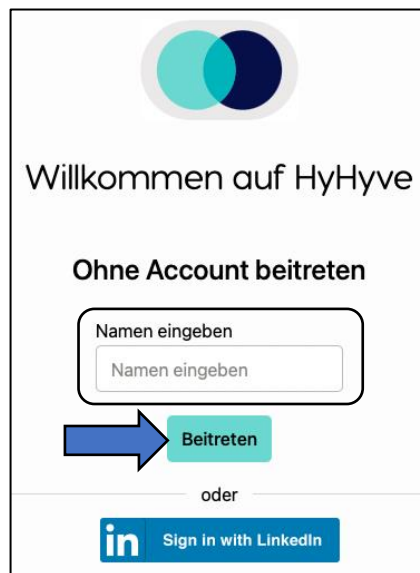 Willkommen auf HyHyve
Ohne Account beitreten
Namen eingeben
Namen eingeben
Beitreten
oder
in Sign in with LinkedIn